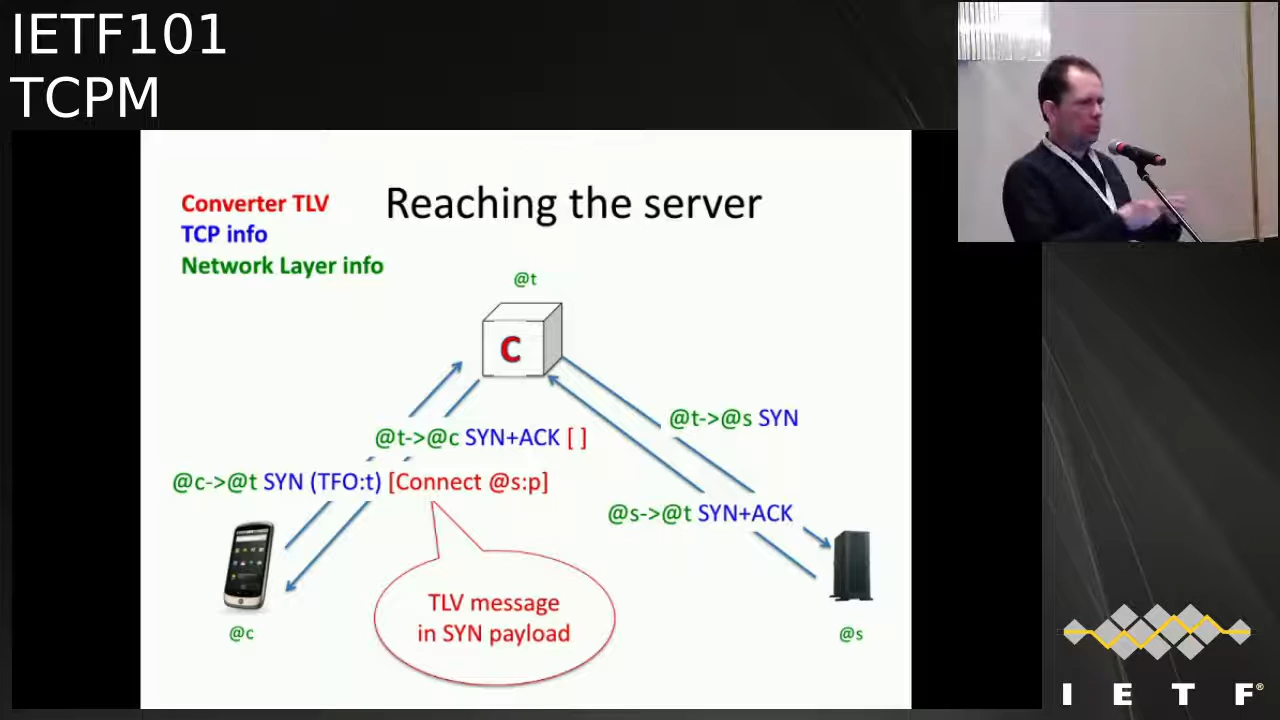 IETF101
TCPM
Converter TLV
TCP info
Network Layer info
Reaching the server
@t
C
@t->@s SYN
@t->@c SYN+ACK [ ]
@c->@t SYN (TFO:t) [Connect @s:p]
@s->@t SYN+ACK
TLV message
in SYN payload
@c
@s
I E T F®